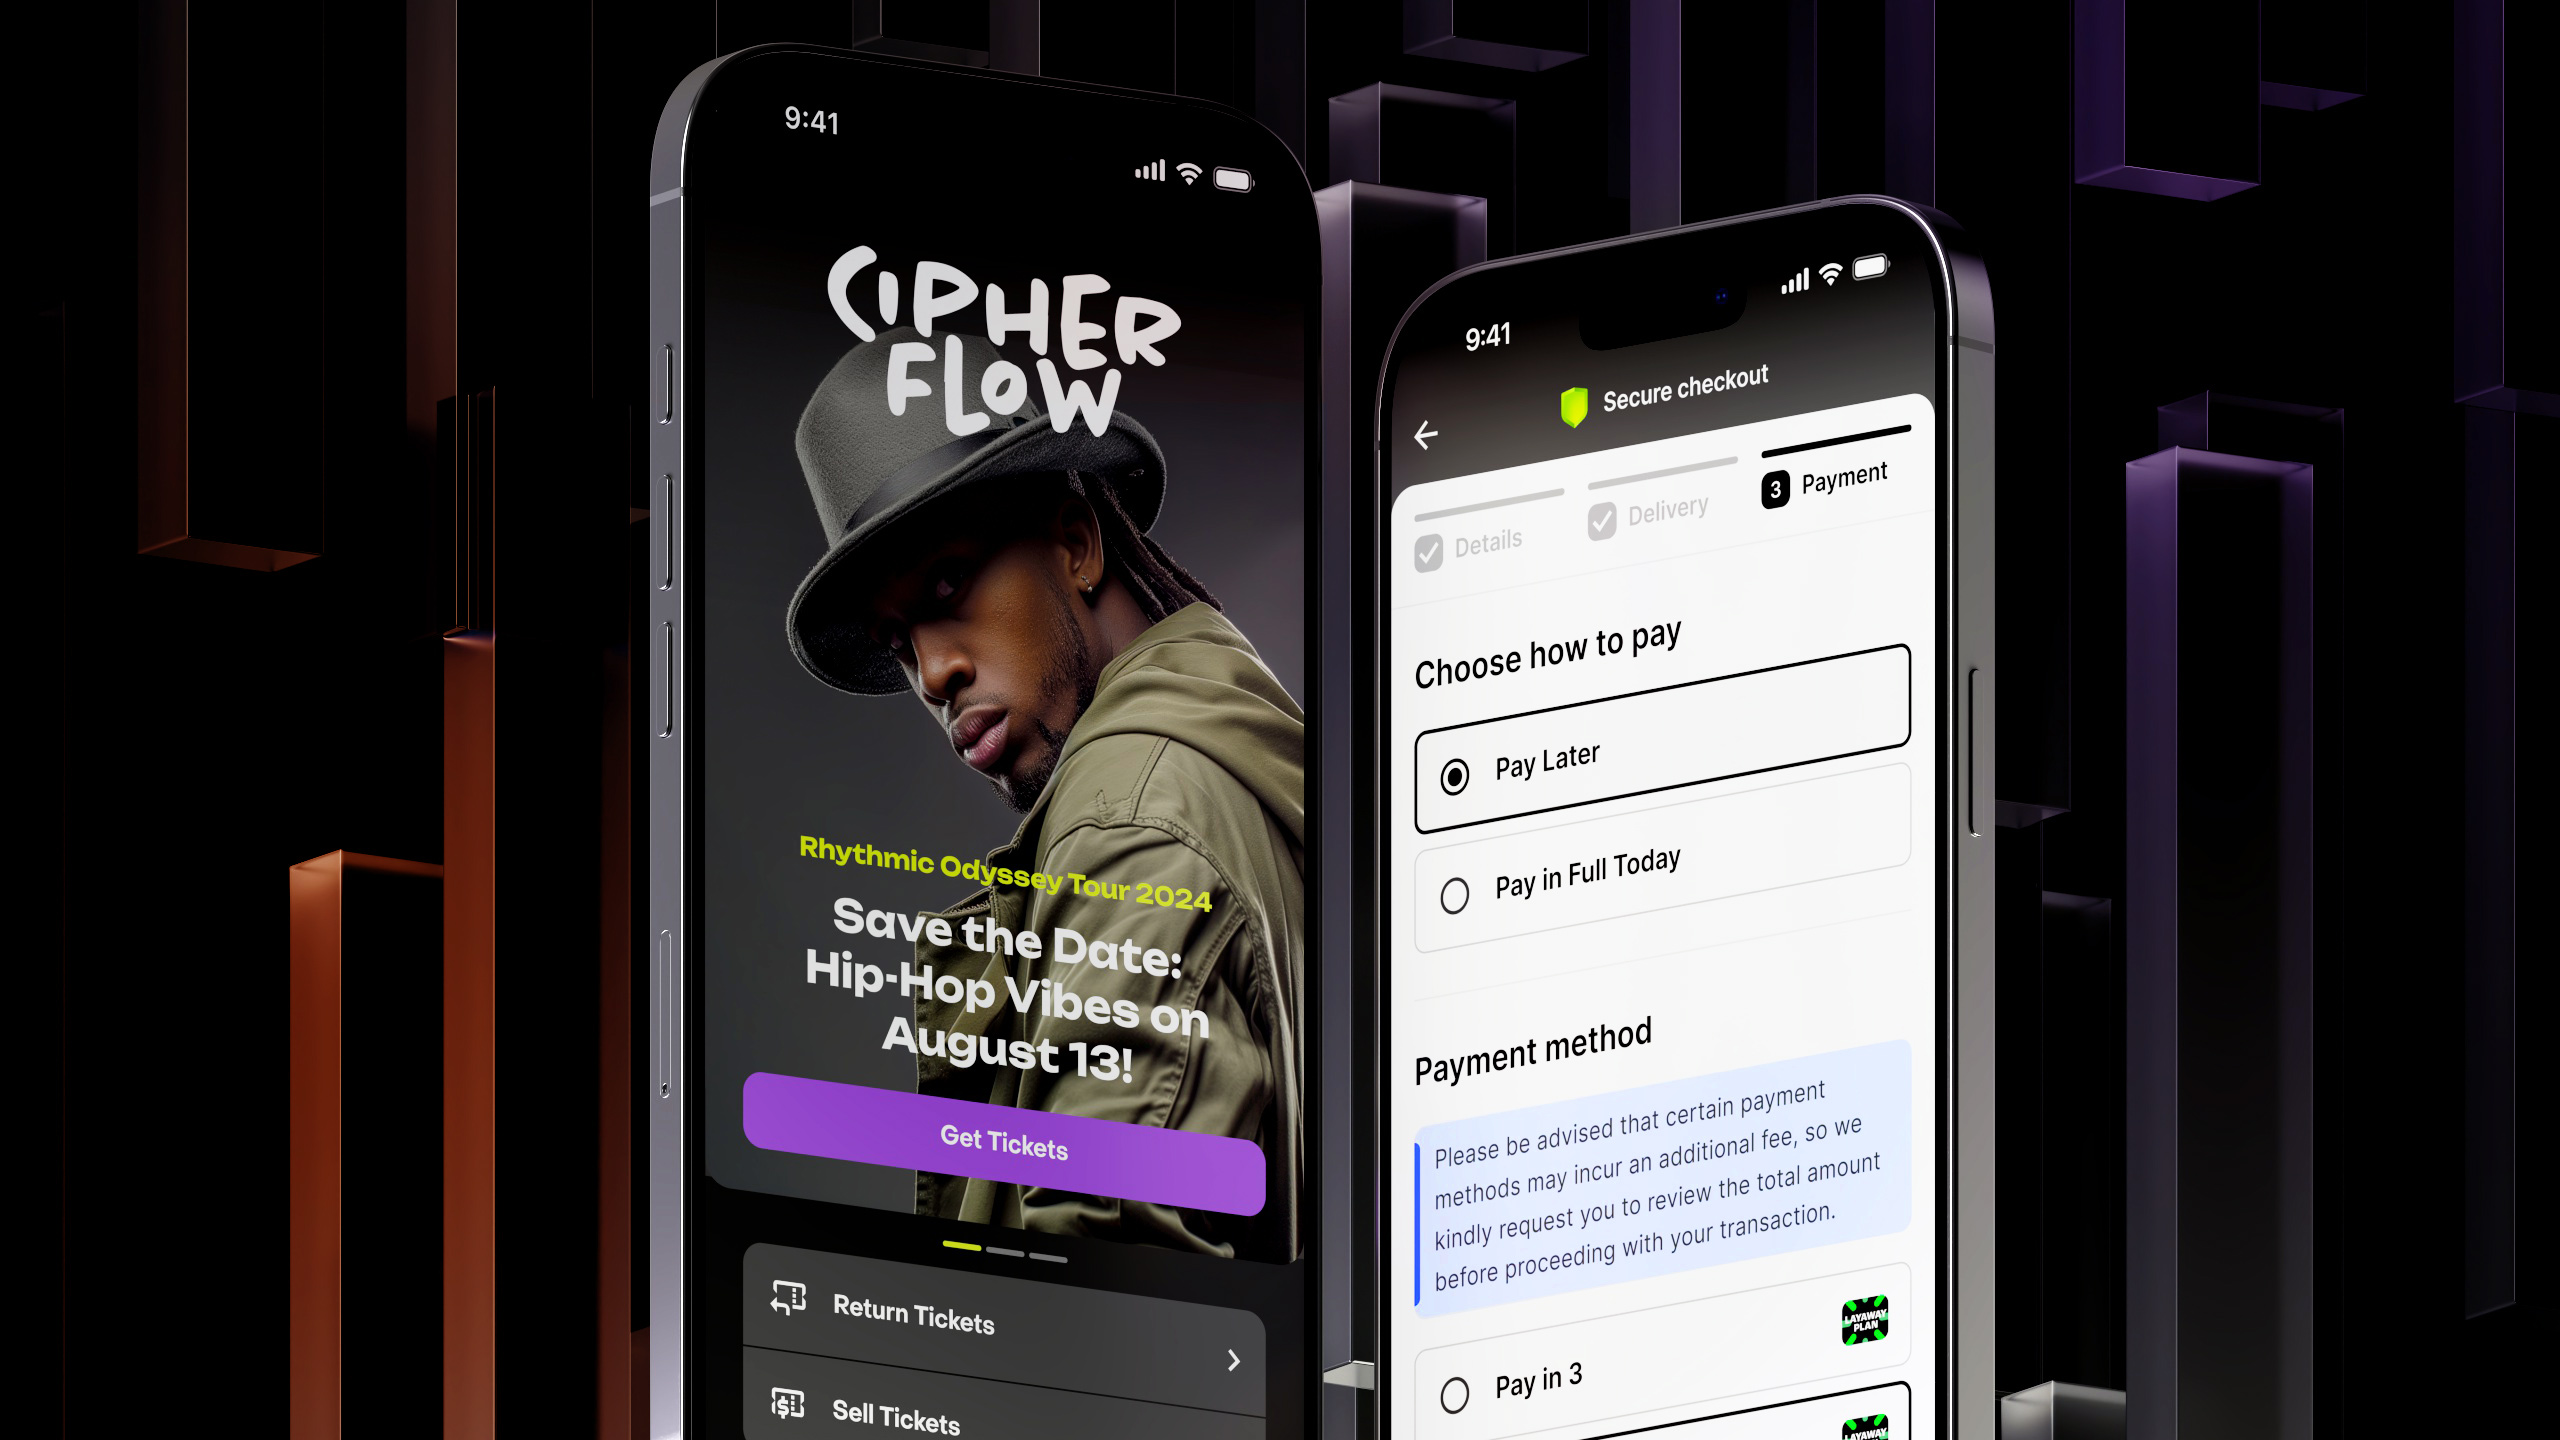 9:41
CIPHER
FLOW
Rhythmic Odyssey Tour 2024
Save the Date:
Hip-Hop Vibes on
August 13!
Get Tickets
Return Tickets
Sell Tickets
9:41
Secure checkout
Details
Delivery
3 Payment
Choose how to pay
Pay Later
Pay in Full Today
Payment method
Please be advised that certain payment
methods may incur an additional fee, so we
kindly request you to review the total amount
before proceeding with your transaction.
LAYAWAY
PLAN
Pay in 3
LAYAWAY